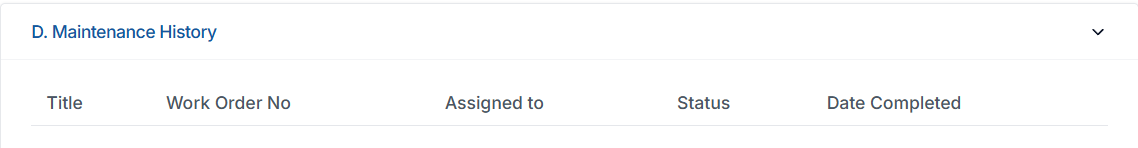 D. Maintenance History
Title Work Order No Assigned to Status Date Completed